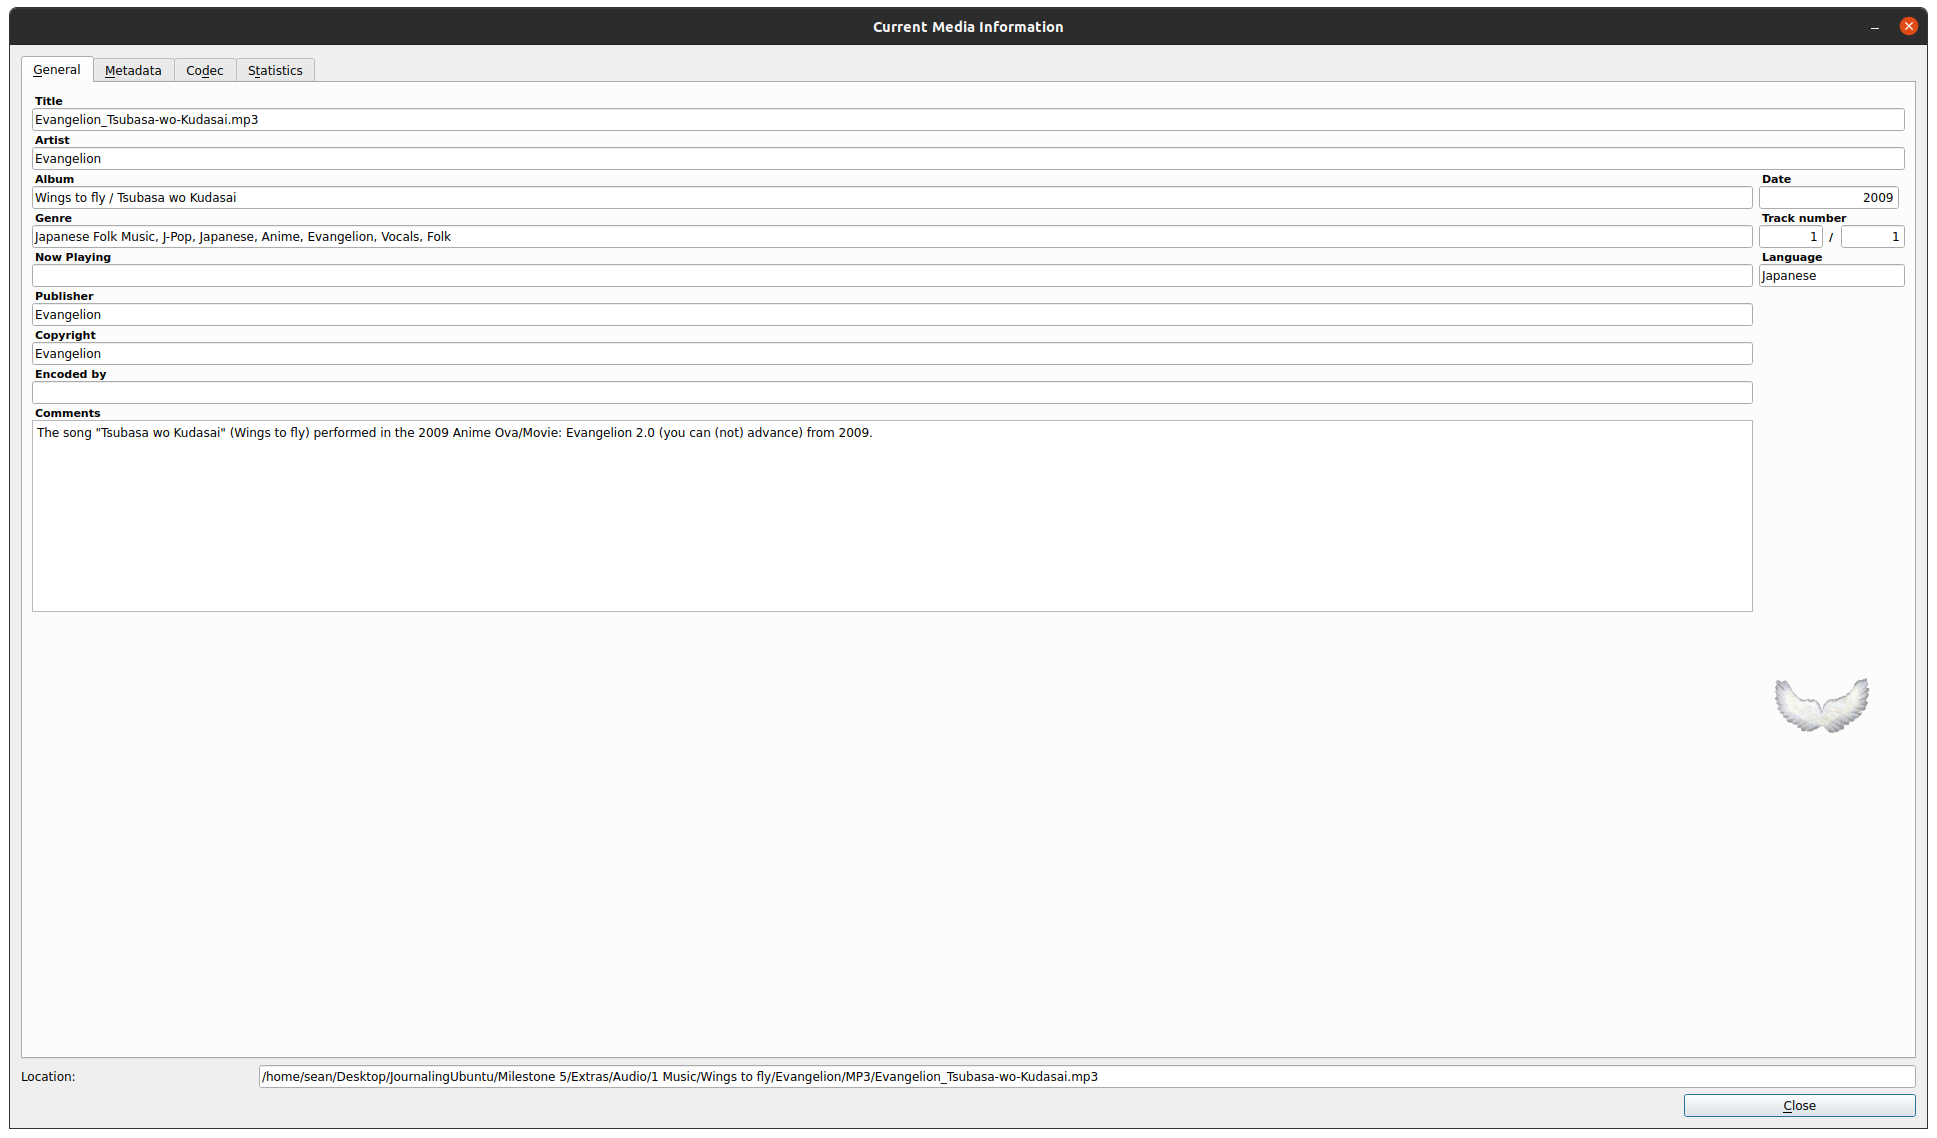 Current Media Information
General Metadata Codec Statistics
Title
Evangelion_Tsubasa-wo-Kudasai.mp3
Artist
Evangelion
Album Date
Wings to fly / Tsubasa wo Kudasai 2009
Genre Track number
Japanese Folk Music, J-Pop, Japanese, Anime, Evangelion, Vocals, Folk 1 / 1
Now Playing Language
Japanese
Publisher
Evangelion
Copyright
Evangelion
Encoded by
Comments
The song "Tsubasa wo Kudasai" (Wings to fly) performed in the 2009 Anime Ova/Movie: Evangelion 2.0 (you can (not) advance) from 2009.
Location: /home/sean/Desktop/JournalingUbuntu/Milestone 5/Extras/Audio/1 Music/Wings to fly/Evangelion/MP3/Evangelion_Tsubasa-wo-Kudasai.mp3
Close